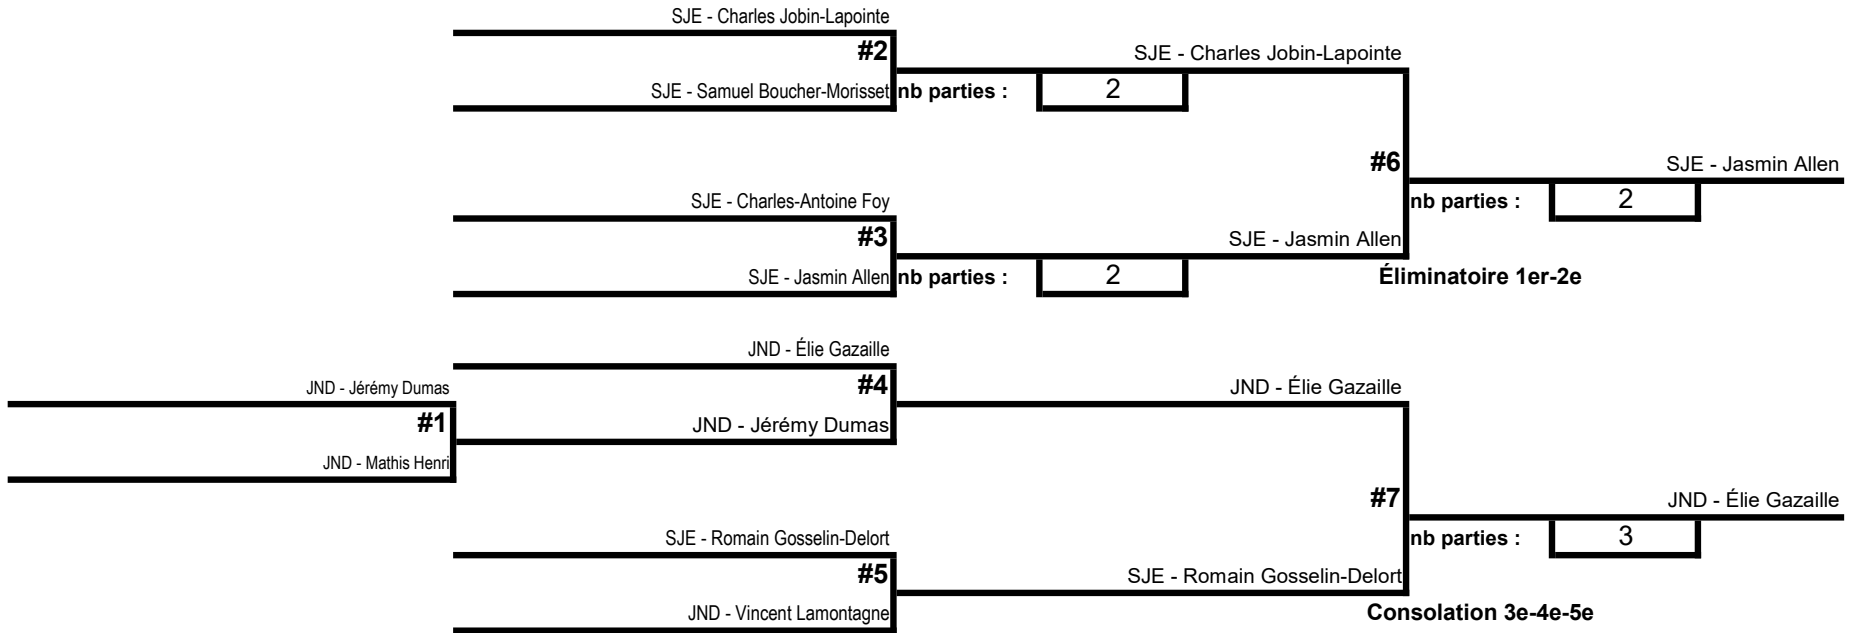 SJE - Charles Jobin-Lapointe
#2
SJE - Charles Jobin-Lapointe
SJE - Samuel Boucher-Morisset
nb parties :
2
#6
SJE - Jasmin Allen
SJE - Charles-Antoine Foy
nb parties :
2
#3
SJE - Jasmin Allen
SJE - Jasmin Allen
nb parties :
2
Éliminatoire 1er-2e
JND - Élie Gazaille
JND - Jérémy Dumas
#4
JND - Élie Gazaille
#1
JND - Jérémy Dumas
JND - Mathis Henri
#7
JND - Élie Gazaille
SJE - Romain Gosselin-Delort
nb parties :
3
#5
SJE - Romain Gosselin-Delort
JND - Vincent Lamontagne
Consolation 3e-4e-5e